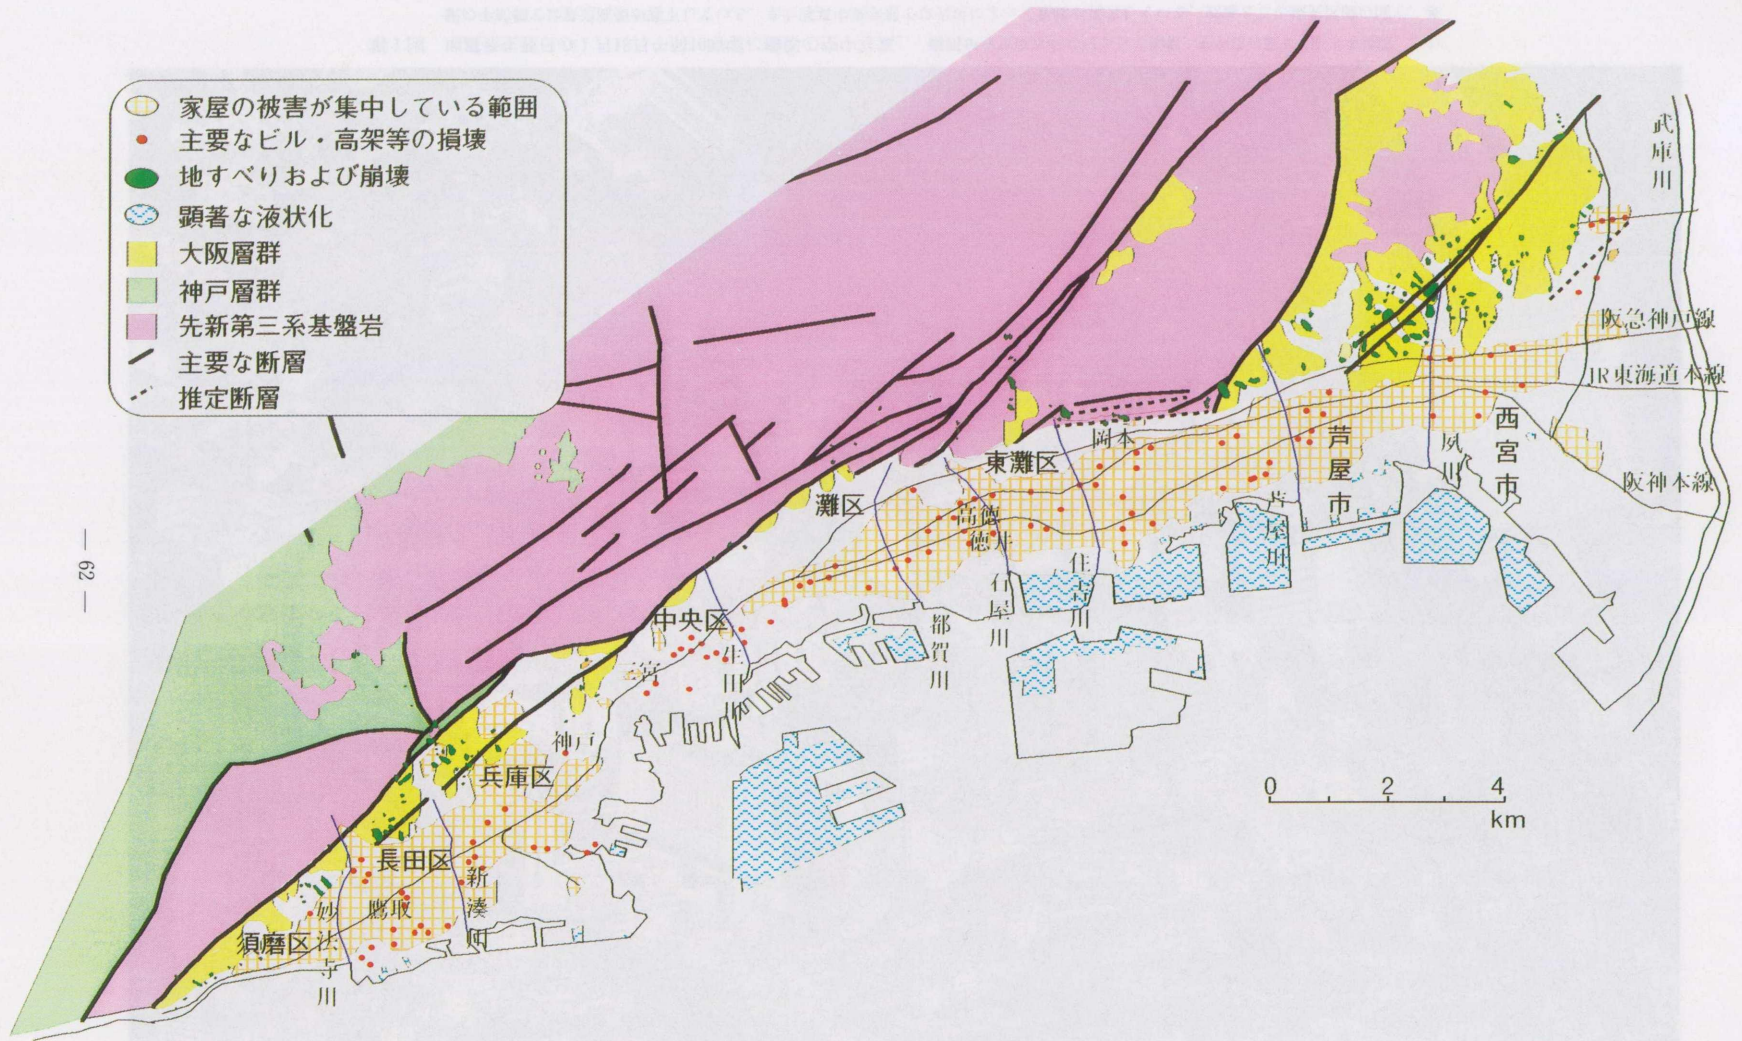 家屋の被害が集中している範囲
主要なビル・高架等の損壊
地すべりおよび崩壊
顕著な液状化
大阪層群
神戸層群
先新第三系基盤岩
主要な断層
推定断層
武庫川
阪急神戸線
JR東海道本線
阪神本線
西宮市
夙川
芦屋市
芦屋川
岡本
東灘区
灘区
高徳
徳井
住吉川
石屋川
都賀川
中央区
三宮
生田川
神戸
兵庫区
長田区
新湊川
鷹取
妙法寺川
須磨区
0 2 4
km
— 62 —